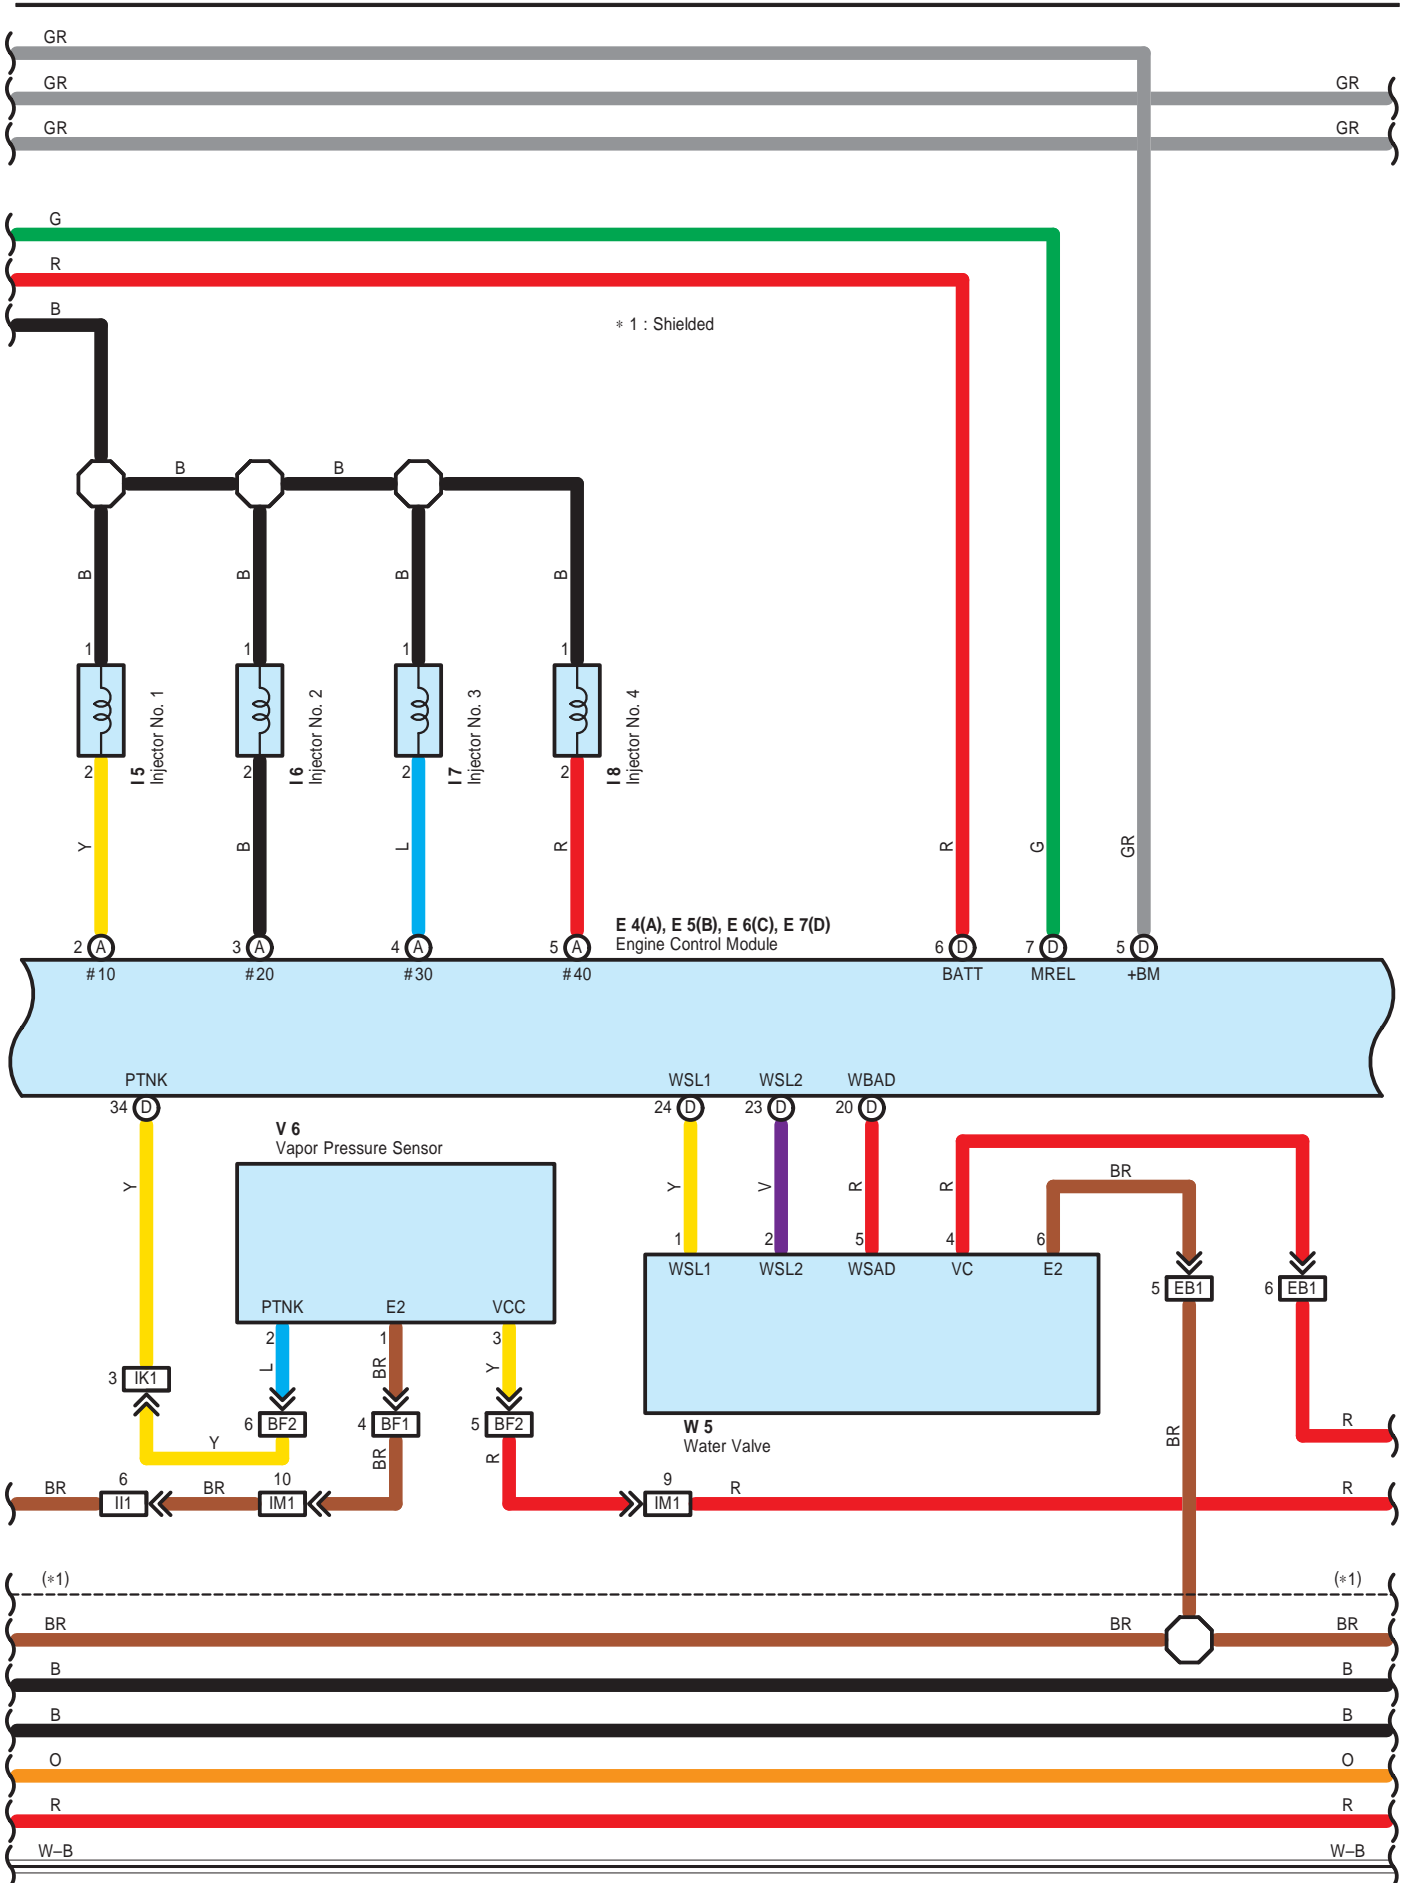 GR
GR GR
GR GR
G
R
B
* 1 : Shielded
B B
B B B B
1 1 1 1
I 5 Injector No. 1
I 6 Injector No. 2
I 7 Injector No. 3
I 8 Injector No. 4
2 2 2 2
Y B L R R G GR
E 4(A), E 5(B), E 6(C), E 7(D)
Engine Control Module
2 A 3 A 4 A 5 A 6 D 7 D 5 D
#10 #20 #30 #40 BATT MREL +BM
PTNK WSL1 WSL2 WBAD
34 D 24 D 23 D 20 D
V 6
Vapor Pressure Sensor
BR
Y Y V R R
1 2 5 4 6
WSL1 WSL2 WSAD VC E2
5 EB1 6 EB1
PTNK E2 VCC
2 1 3
L BR Y
3 IK1
6 BF2 4 BF1 5 BF2
W 5
Water Valve
R
Y BR R BR
6 10 9
BR II1 BR IM1 IM1 R R
(*1) (*1)
BR BR BR
B B
B B
O O
R R
W–B W–B